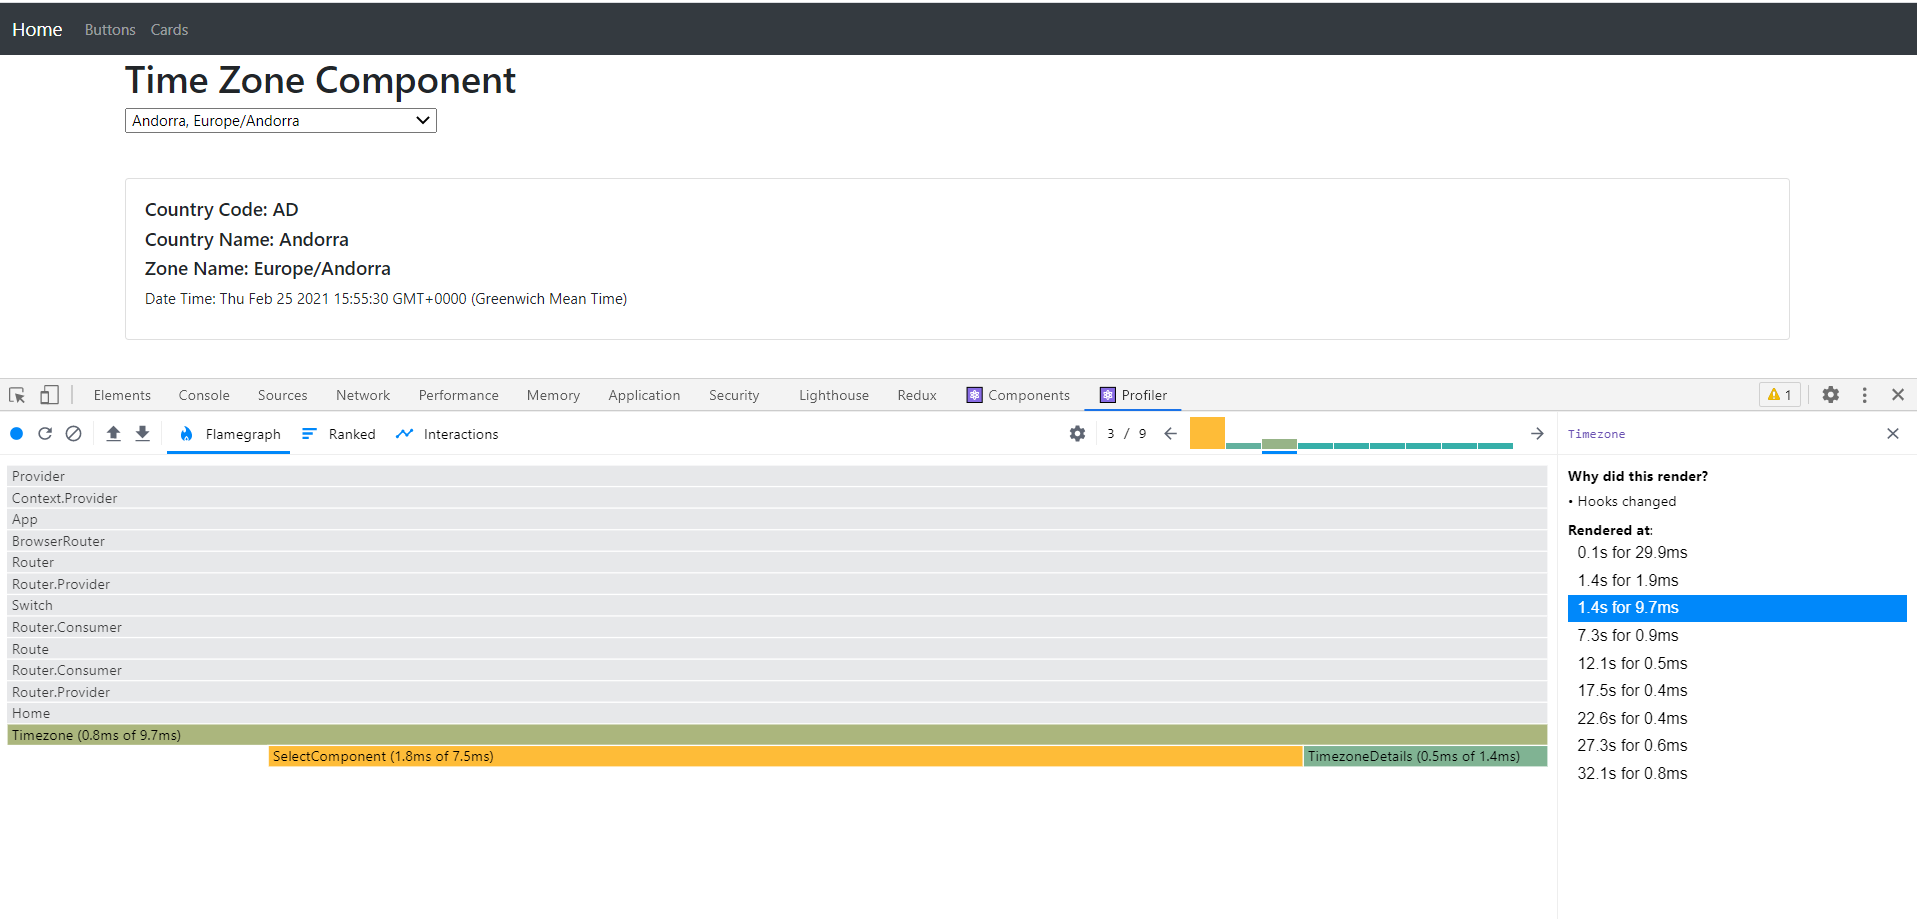 Home Buttons Cards
Time Zone Component
Andorra, Europe/Andorra
Country Code: AD
Country Name: Andorra
Zone Name: Europe/Andorra
Date Time: Thu Feb 25 2021 15:55:30 GMT+0000 (Greenwich Mean Time)
Elements Console Sources Network Performance Memory Application Security Lighthouse Redux Components Profiler 1
Flamegraph Ranked Interactions 3 / 9 Timezone
Provider
Context.Provider
App
BrowserRouter
Router
Router.Provider
Switch
Router.Consumer
Route
Router.Consumer
Router.Provider
Home
Timezone (0.8ms of 9.7ms)
SelectComponent (1.8ms of 7.5ms) TimezoneDetails (0.5ms of 1.4ms)
Why did this render?
• Hooks changed
Rendered at:
0.1s for 29.9ms
1.4s for 1.9ms
1.4s for 9.7ms
7.3s for 0.9ms
12.1s for 0.5ms
17.5s for 0.4ms
22.6s for 0.4ms
27.3s for 0.6ms
32.1s for 0.8ms